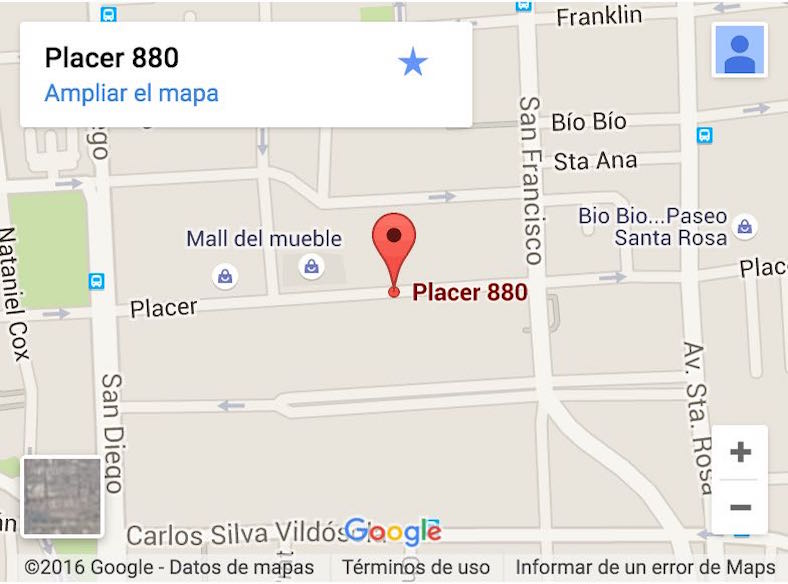 Franklin
Placer 880
Ampliar el mapa
San Francisco
Bío Bío
Sta Ana
Bio Bio...Paseo
Santa Rosa
Mall del mueble
Nataniel Cox
Placer
Placer 880
San Diego
Av. Sta. Rosa
Carlos Silva Vildós
Google
©2016 Google - Datos de mapas
Términos de uso
Informar de un error de Maps